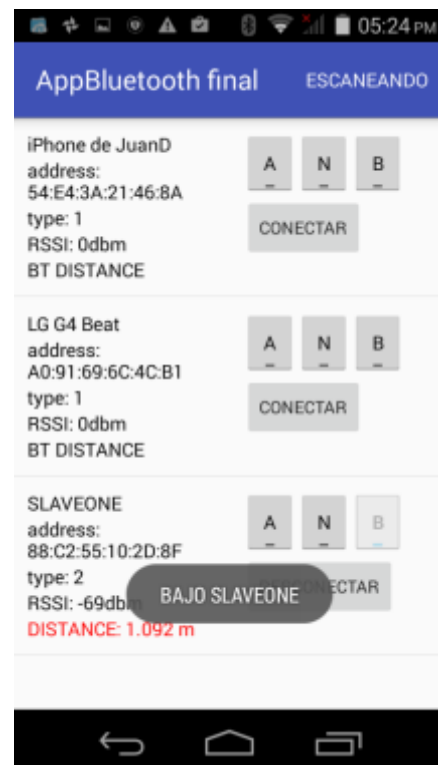 05:24 PM
AppBluetooth final ESCANEANDO
iPhone de JuanD
address:
54:E4:3A:21:46:8A
type: 1
RSSI: 0dbm
BT DISTANCE
A N B
CONECTAR
LG G4 Beat
address:
A0:91:69:6C:4C:B1
type: 1
RSSI: 0dbm
BT DISTANCE
A N B
CONECTAR
SLAVEONE
address:
88:C2:55:10:2D:8F
type: 2
RSSI: -69dbm
DISTANCE: 1.092 m
A N B
DESCONECTAR
BAJO SLAVEONE